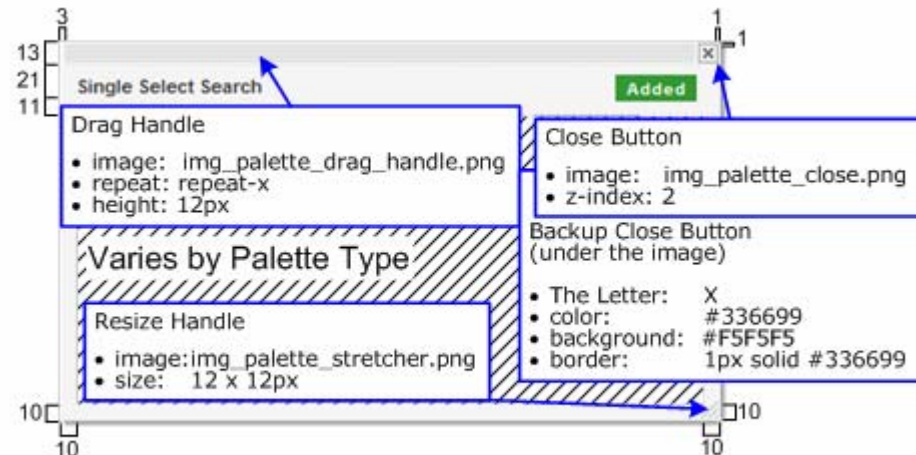 3
1
13
1
×
21
Single Select Search
Added
11
Drag Handle
• image: img_palette_drag_handle.png
• repeat: repeat-x
• height: 12px
Close Button
• image: img_palette_close.png
• z-index: 2
Backup Close Button
(under the image)
• The Letter: X
• color: #336699
• background: #F5F5F5
• border: 1px solid #336699
Varies by Palette Type
Resize Handle
• image:img_palette_stretcher.png
• size: 12 x 12px
10
10
10
10